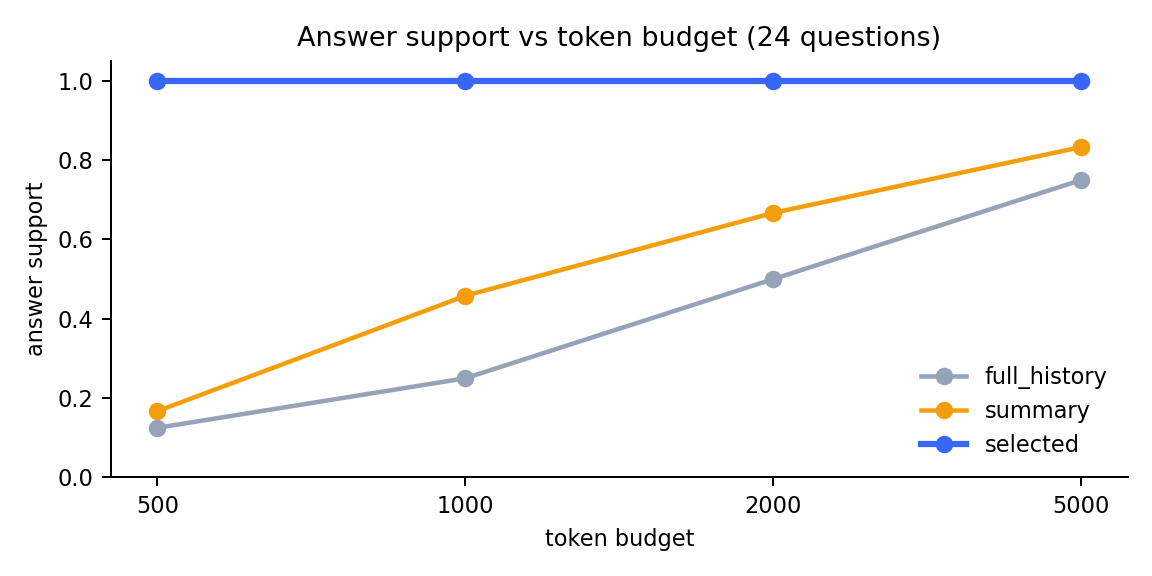 Answer support vs token budget (24 questions)
answer support
1.0
0.8
0.6
0.4
0.2
0.0
full_history
summary
selected
500 1000 2000 5000
token budget